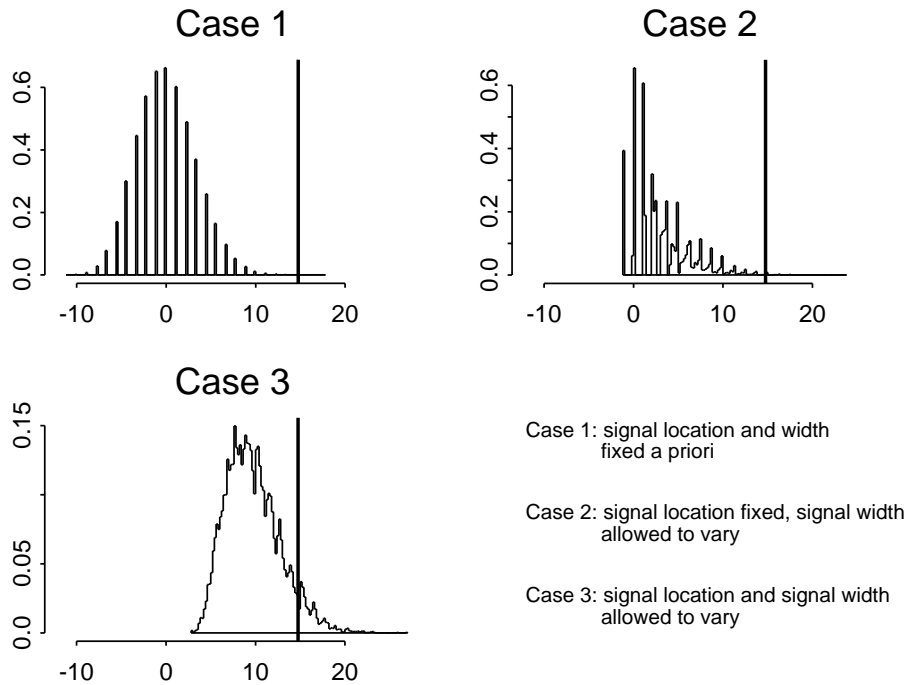 Case 1
0.6
0.4
0.2
0.0
-10 0 10 20
Case 2
0.6
0.4
0.2
0.0
-10 0 10 20
Case 3
0.15
0.05
0.0
-10 0 10 20
Case 1: signal location and width
fixed a priori
Case 2: signal location fixed, signal width
allowed to vary
Case 3: signal location and signal width
allowed to vary